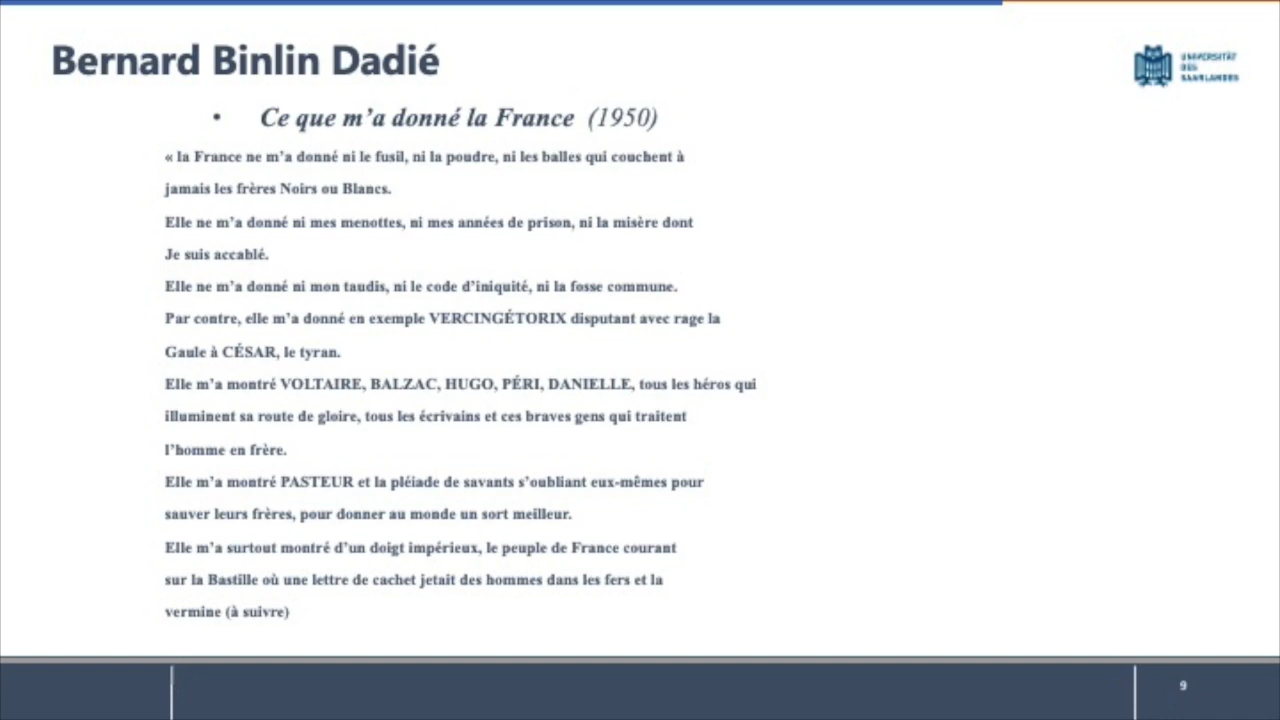 Bernard Binlin Dadié
UNIVERSITÄT
DES
SAARLANDES
• Ce que m’a donné la France (1950)
« la France ne m’a donné ni le fusil, ni la poudre, ni les balles qui couchent à
jamais les frères Noirs ou Blancs.
Elle ne m’a donné ni mes menottes, ni mes années de prison, ni la misère dont
Je suis accablé.
Elle ne m’a donné ni mon taudis, ni le code d’iniquité, ni la fosse commune.
Par contre, elle m’a donné en exemple VERCINGÉTORIX disputant avec rage la
Gaule à CÉSAR, le tyran.
Elle m’a montré VOLTAIRE, BALZAC, HUGO, PÉRI, DANIELLE, tous les héros qui
illuminent sa route de gloire, tous les écrivains et ces braves gens qui traitent
l’homme en frère.
Elle m’a montré PASTEUR et la pléiade de savants s’oubliant eux-mêmes pour
sauver leurs frères, pour donner au monde un sort meilleur.
Elle m’a surtout montré d’un doigt impérieux, le peuple de France courant
sur la Bastille où une lettre de cachet jetait des hommes dans les fers et la
vermine (à suivre)
9